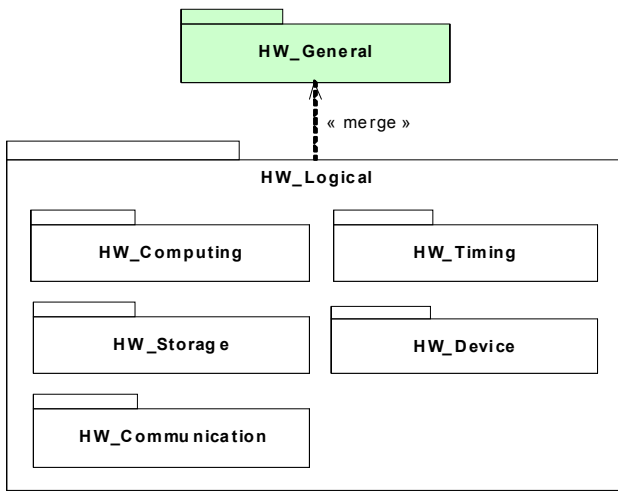 HW_General
« merge »
HW_Logical
HW_Computing
HW_Timing
HW_Storage
HW_Device
HW_Communication